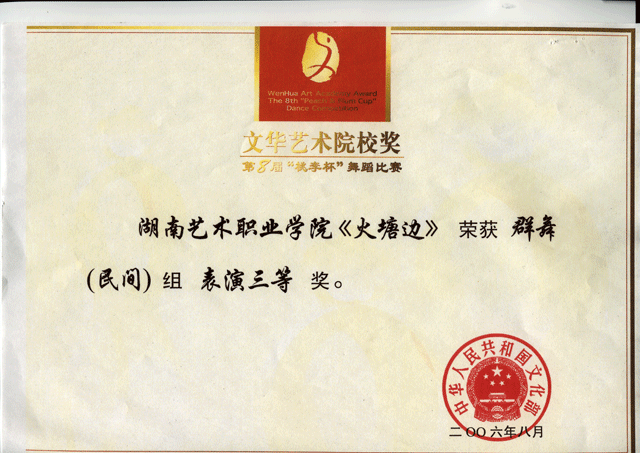 WenHua Art Academy Award
The 8th "Peach & Plum Cup"
Dance Competition
文华艺术院校奖
第8届“桃李杯”舞蹈比赛
湖南艺术职业学院《火塘边》荣获 群舞
(民间)组 表演三等 奖。
中华人民共和国文化部
二OO六年八月